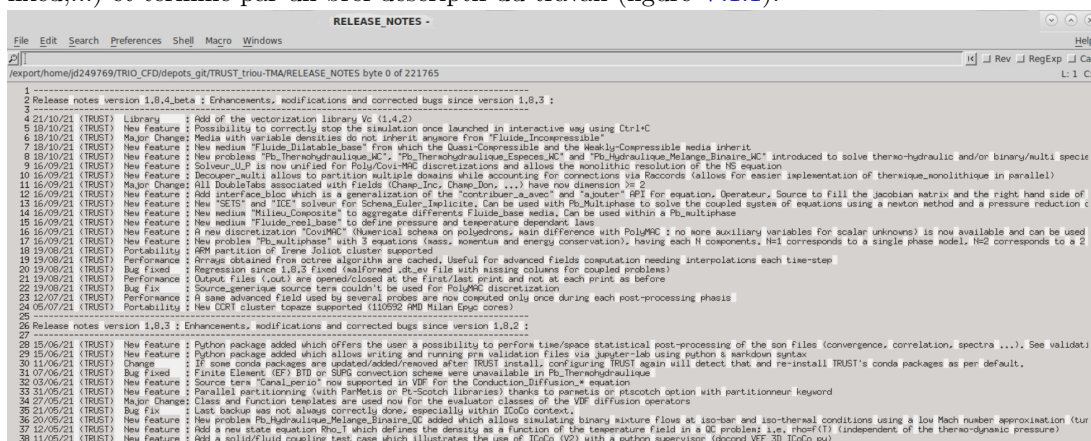 RELEASE_NOTES -
File Edit Search Preferences Shell Macro Windows Help
Rev RegExp Ca
/export/home/jd249769/TRIO_CFD/depots_git/TRUST_triou-TMA/RELEASE_NOTES byte 0 of 221765 L: 1 C:
1 ------------------------------------------------------------
2 Release notes version 1.8.4_beta : Enhancements, modifications and corrected bugs since version 1.8.3 :
3 ------------------------------------------------------------
4 21/10/21 (TRUST) Library : Add of the vectorization library Vc (1.4.2)
5 18/10/21 (TRUST) New feature : Possibility to correctly stop the simulation once launched in interactive way using Ctrl+C
6 18/10/21 (TRUST) Major Change: Media with variable densities do not inherit anymore from "Fluide_Incompressible"
7 18/10/21 (TRUST) New feature : New medium "Fluide_Dilatable_base" from which the Quasi-Compressible and the Weakly-Compressible media inherit
8 18/10/21 (TRUST) New feature : New problems "Pb_Thermohydraulique_WC", "Pb_Thermohydraulique_Especes_WC" and "Pb_Hydraulique_Melange_Binaire_WC" introduced to solve thermo-hydraulic and/or binary/multi specie
9 16/09/21 (TRUST) New feature : Solveur_U_P is now unified for Poly/Covi-MAC discretizations and allows the monolithic resolution of the NS equation
10 16/09/21 (TRUST) New feature : Decouper_multi allows to partition multiple domains while accounting for connections via Raccords (allows for easier implementation of thermique_monolithique in parallel)
11 16/09/21 (TRUST) Major Change: All DoubleTabs associated with fields (Champ_Inc, Champ_Don, ...) have now dimension >= 2
12 16/09/21 (TRUST) New feature : Add interface_bloc which is a generalization of the "contribuer_a_avec" and "ajouter" API for equation, Operateur, Source to fill the jacobian matrix and the right hand side of
13 16/09/21 (TRUST) New feature : New "SETS" and "ICE" solveur for Schema_Euler_Implicite. Can be used with Pb_Multiphase to solve the coupled system of equations using a newton method and a pressure reduction
14 16/09/21 (TRUST) New feature : New medium "Milieu_Composite" to aggregate differents Fluide_base media. Can be used within a Pb_multiphase
15 16/09/21 (TRUST) New feature : New medium "Fluide_reel_base" to define pressure and temperature dependant laws
16 16/09/21 (TRUST) New feature : A new discretization "CoviMAC" (Numerical schema on polyedrons, main difference with PolyMAC : no more auxiliary variables for scalar unknowns) is now available and can be used
17 16/09/21 (TRUST) New feature : New problem "Pb_multiphase" with 3 equations (mass, momentum and energy conservation), having each N components. N=1 corresponds to a single phase model, N=2 corresponds to a 2
18 19/08/21 (TRUST) Portability : ARM partition of Irene Joliot cluster supported
19 19/08/21 (TRUST) Performance : Arrays obtained from octree algorithm are cached. Useful for advanced fields computation needing interpolations each time-step
20 19/08/21 (TRUST) Bug fixed : Regression since 1.8.3 fixed (malformed .dt_ev file with missing columns for coupled problems)
21 19/08/21 (TRUST) Performance : Output files (.out) are opened/closed at the first/last print and not at each print as before
22 19/08/21 (TRUST) Bug fix : Source_generique source term couldn't be used for PolyMAC discretization
23 12/07/21 (TRUST) Performance : A same advanced field used by several probes are now computed only once during each post-processing phasis
24 05/07/21 (TRUST) Portability : New CCRT cluster topaze supported (110592 AMD Milan Epyc cores)
25 ------------------------------------------------------------
26 Release notes version 1.8.3 : Enhancements, modifications and corrected bugs since version 1.8.2 :
27 ------------------------------------------------------------
28 15/06/21 (TRUST) New feature : Python package added which offers the user a possibility to perform time/space statistical post-processing of the son files (convergence, correlation, spectra ...). See validati
29 15/06/21 (TRUST) New feature : Python package added which allows writing and running prm validation files via jupyter-lab using python & markdown syntax
30 11/06/21 (TRUST) Change : If some conda packages are updated/added/removed after TRUST install, configuring TRUST again will detect that and re-install TRUST's conda packages as per default.
31 07/06/21 (TRUST) Bug fixed : Finite Element (EF) BTD or SUPG convection scheme were unavailable in Pb_Thermohydraulique
32 03/06/21 (TRUST) New feature : Source term "Canal_perio" now supported in VDF for the Conduction_Diffusion_* equation
33 31/05/21 (TRUST) New feature : Parallel partitionning (with ParMetis or Pt-Scotch libraries) thanks to parmetis or ptscotch option with partitionneur keyword
34 27/05/21 (TRUST) Major Change: Class and function templates are used now for the evaluator classes of the VDF diffusion operators
35 21/05/21 (TRUST) Bug fix : Last backup was not always correctly done, especially within ICoCo context.
36 20/05/21 (TRUST) New feature : New problem Pb_Hydraulique_Melange_Binaire_QC added which allows simulating binary mixture flows at iso-bar and iso-thermal conditions using a low Mach number approximation (tur
37 12/05/21 (TRUST) New feature : Add a new state equation Rho_T which defines the density as a function of the temperature field in a QC problem; i.e, rho=f(T) (independent of the thermo-dynamic pressure)
38 11/05/21 (TRUST) New feature : Add a solid/fluid coupling test case which illustrates the use of ICoCo (V2) with a python supervisor (docond_VEF_3D_ICoCo_py)